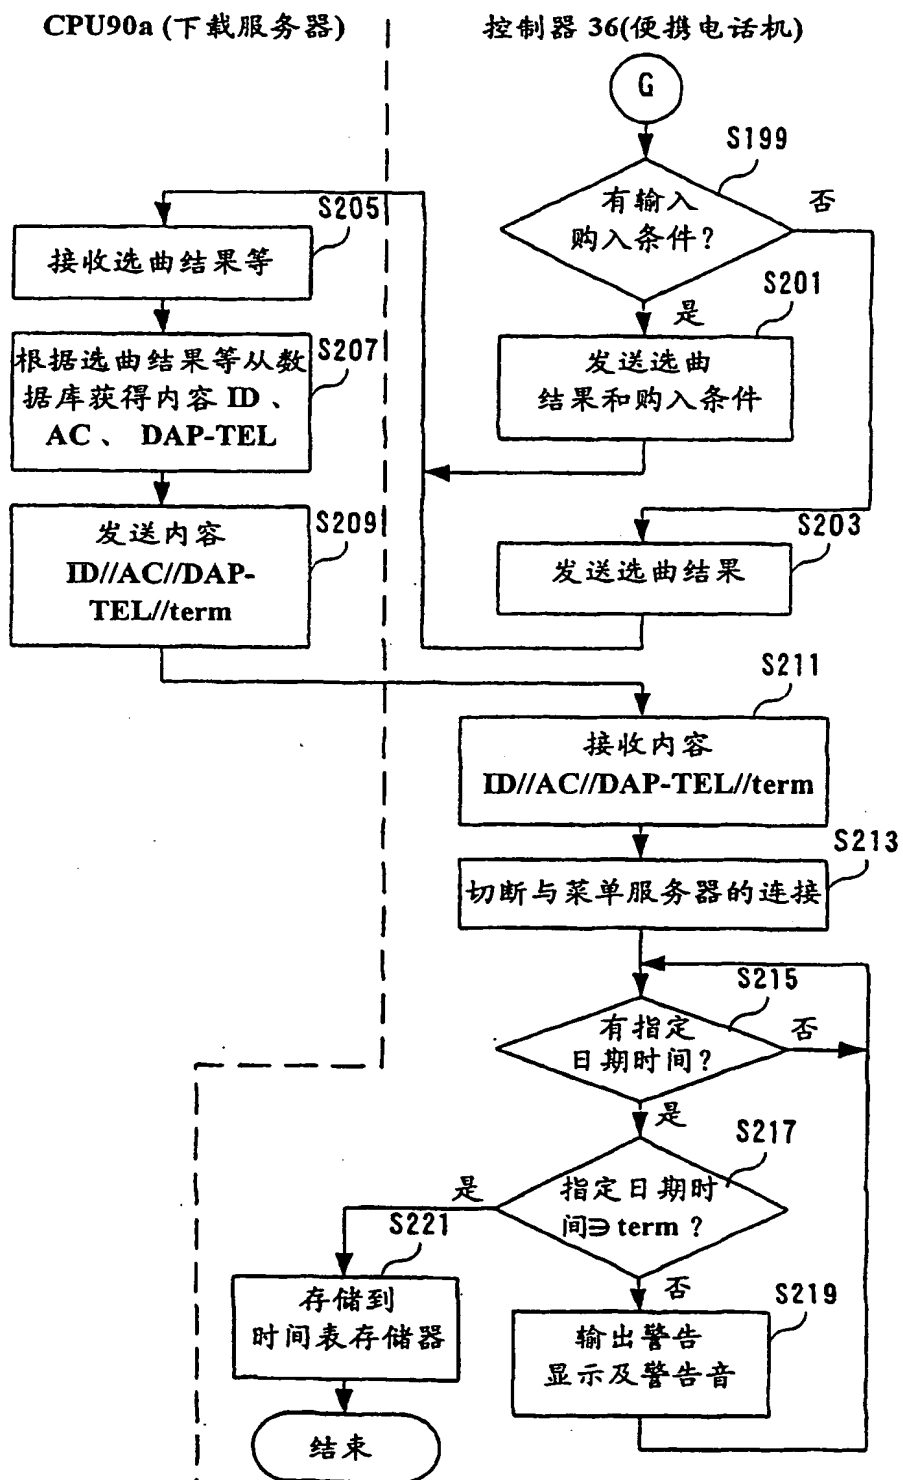 CPU90a (下载服务器)
控制器 36(便携电话机)
G
S199
有输入
购入条件?
否
是
S201
发送选曲
结果和购入条件
S203
发送选曲结果
S205
接收选曲结果等
S207
根据选曲结果等从数
据库获得内容 ID 、
AC 、 DAP-TEL
S209
发送内容
ID//AC//DAP-
TEL//term
S211
接收内容
ID//AC//DAP-TEL//term
S213
切断与菜单服务器的连接
S215
有指定
日期时间?
否
是
S217
指定日期时
间∋term ?
是
否
S221
存储到
时间表存储器
S219
输出警告
显示及警告音
结束